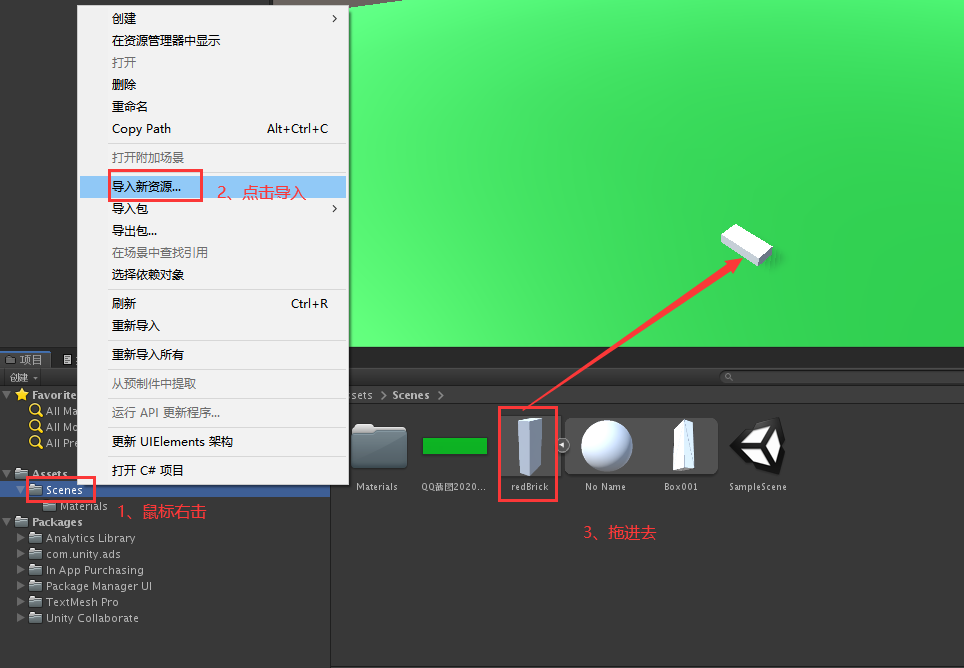 创建
在资源管理器中显示
打开
删除
重命名
Copy Path Alt+Ctrl+C
打开附加场景
导入新资源...
2、点击导入
导入包
导出包...
在场景中查找引用
选择依赖对象
刷新 Ctrl+R
重新导入
重新导入所有
从预制件中提取
运行 API 更新程序...
更新 UIElements 架构
打开 C# 项目
项目
创建
Favorite
All Ma
All Mo
All Pre
Assets
Scenes
1、鼠标右击
Materials
Packages
Analytics Library
com.unity.ads
In App Purchasing
Package Manager UI
TextMesh Pro
Unity Collaborate
sets Scenes
Materials
QQ截图2020...
redBrick
No Name
Box001
SampleScene
3、拖进去